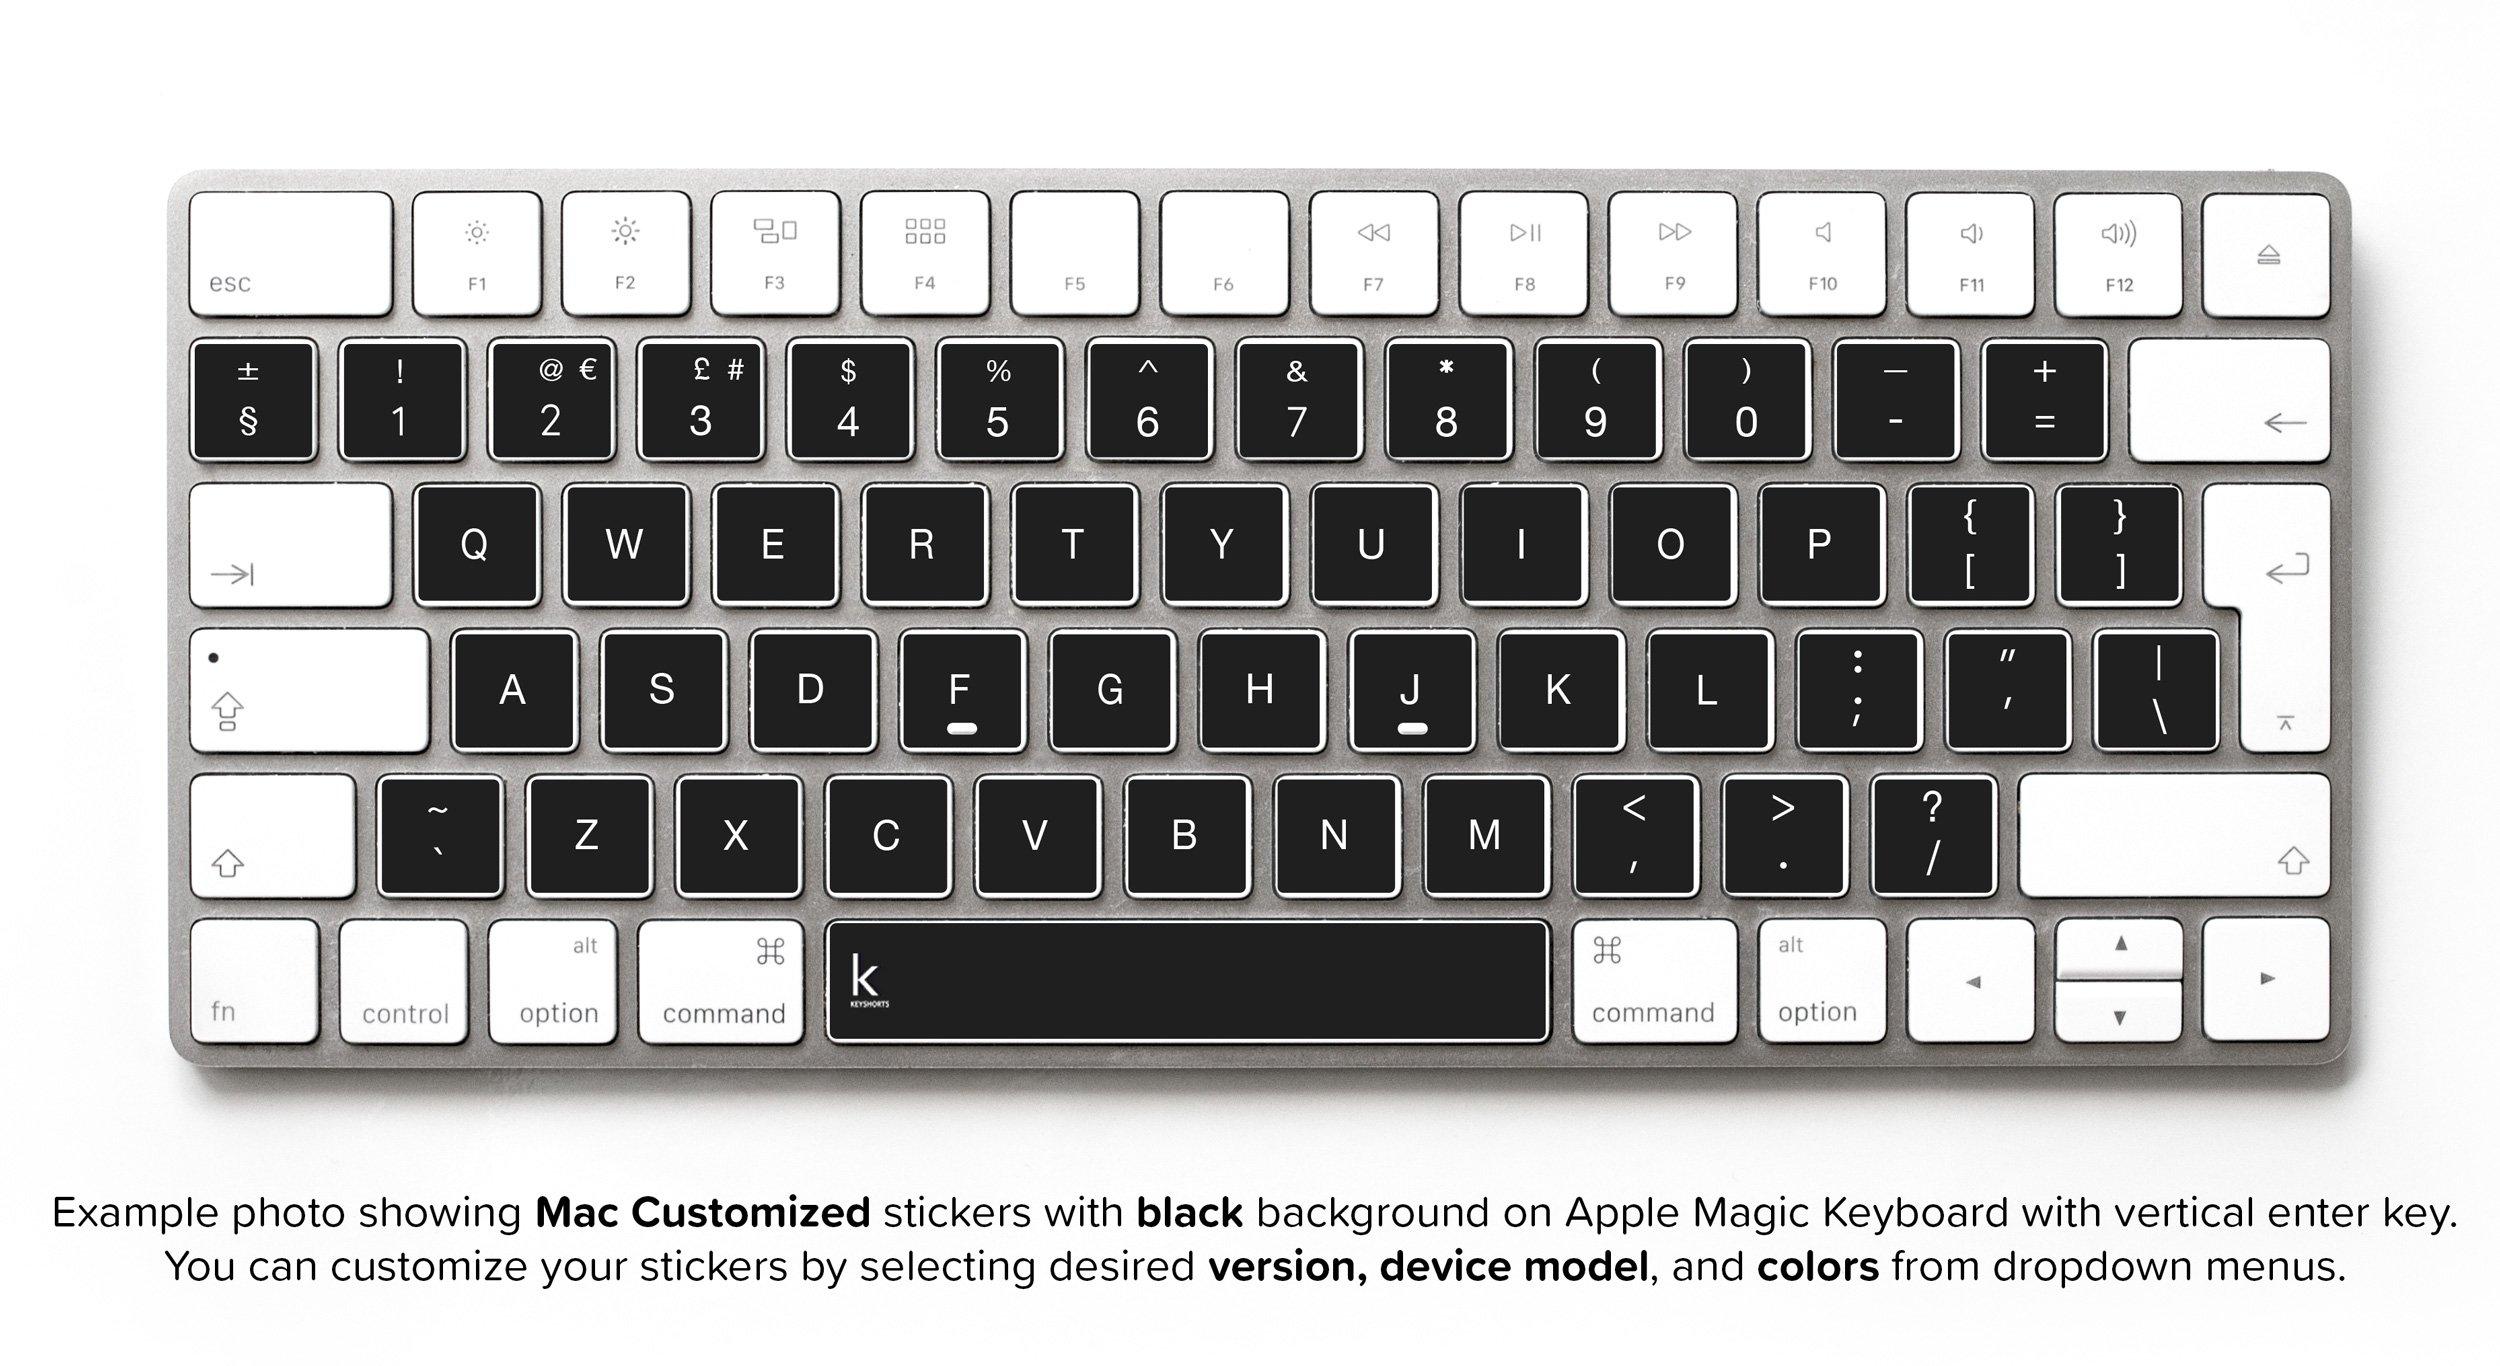 esc F1 F2 F3 F4 F5 F6 F7 F8 F9 F10 F11 F12
± ! @ € £ # $ % ^ & * ( ) — +
§ 1 2 3 4 5 6 7 8 9 0 - =
Q W E R T Y U I O P { }
[ ]
A S D F G H J K L : " |
; ' \
~ Z X C V B N M < > ?
` , . /
alt ⌘ k ⌘ alt
KEYSHORTS
fn control option command command option
Example photo showing Mac Customized stickers with black background on Apple Magic Keyboard with vertical enter key.
You can customize your stickers by selecting desired version, device model, and colors from dropdown menus.